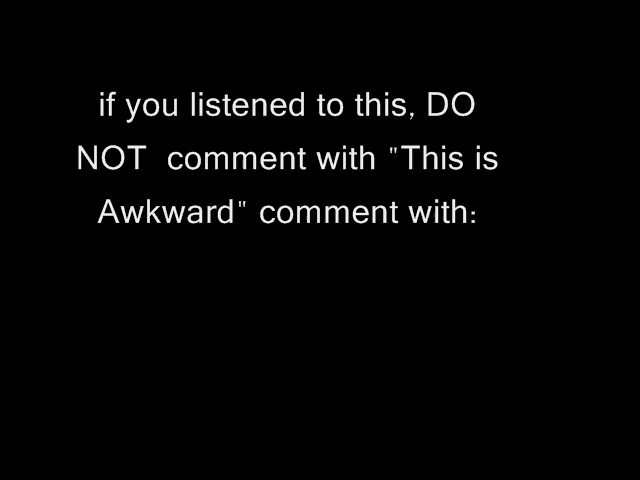 if you listened to this, DO
NOT  comment with "This is
Awkward" comment with: